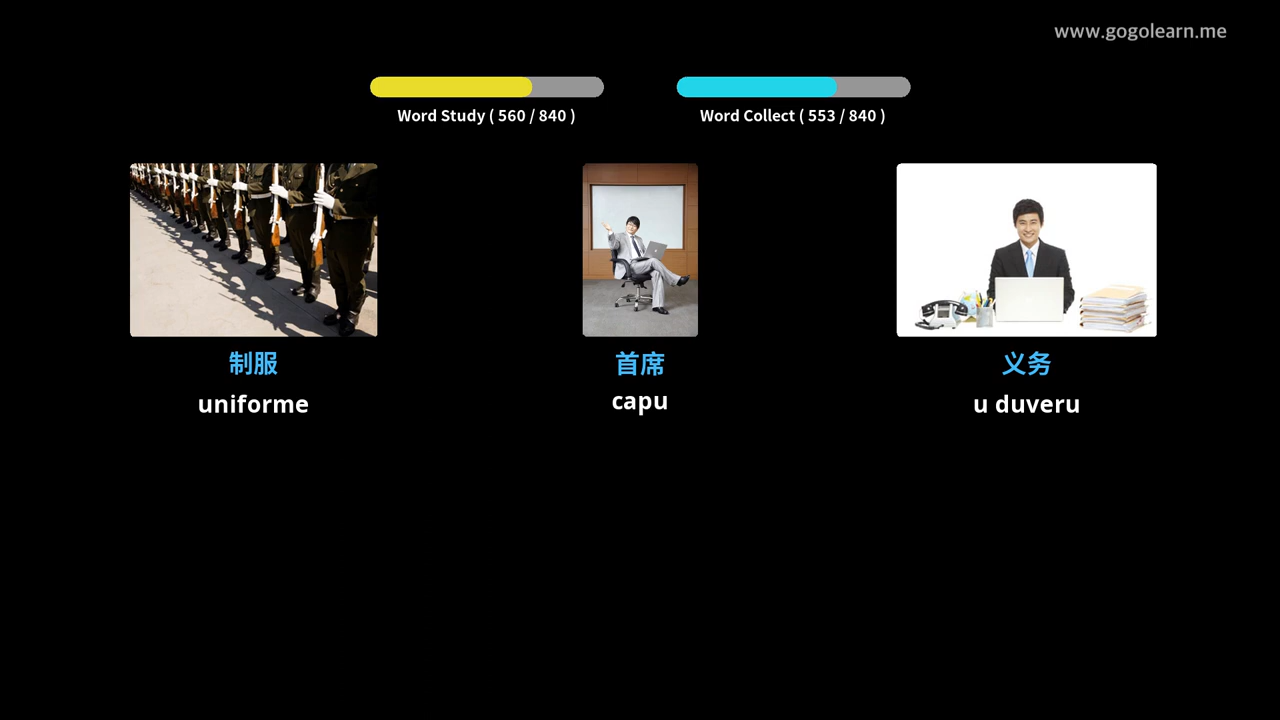 www.gogolearn.me
Word Study ( 560 / 840 )
Word Collect ( 553 / 840 )
制服
首席
义务
uniforme
capu
u duveru